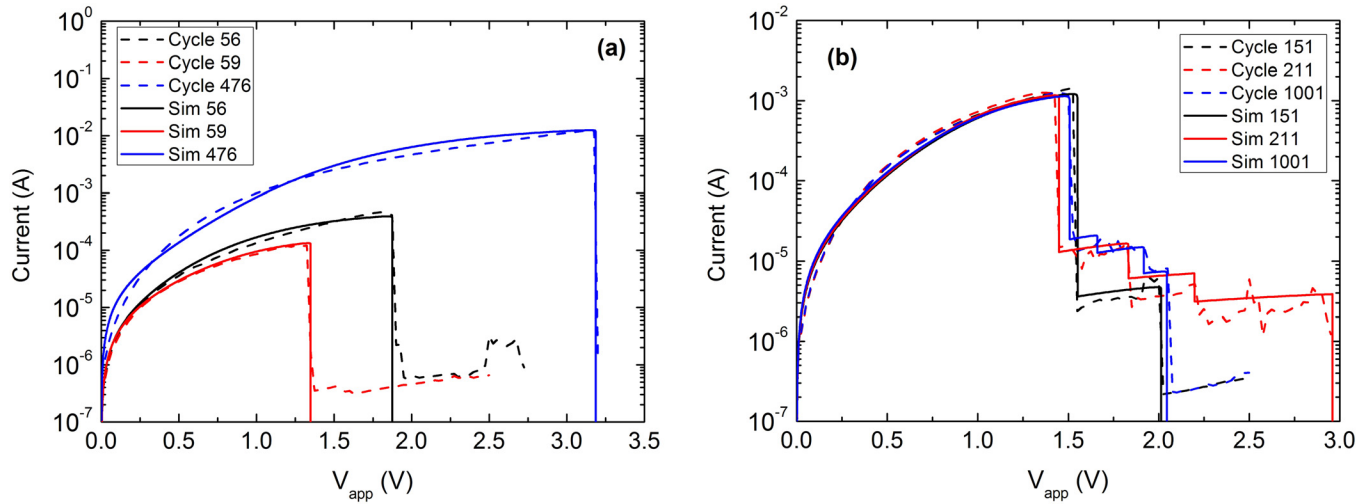 (a)
Cycle 56
Cycle 59
Cycle 476
Sim 56
Sim 59
Sim 476
Current (A)
10⁰
10⁻¹
10⁻²
10⁻³
10⁻⁴
10⁻⁵
10⁻⁶
10⁻⁷
0.0 0.5 1.0 1.5 2.0 2.5 3.0 3.5
V_app (V)
(b)
Cycle 151
Cycle 211
Cycle 1001
Sim 151
Sim 211
Sim 1001
Current (A)
10⁻²
10⁻³
10⁻⁴
10⁻⁵
10⁻⁶
10⁻⁷
0.0 0.5 1.0 1.5 2.0 2.5 3.0
V_app (V)